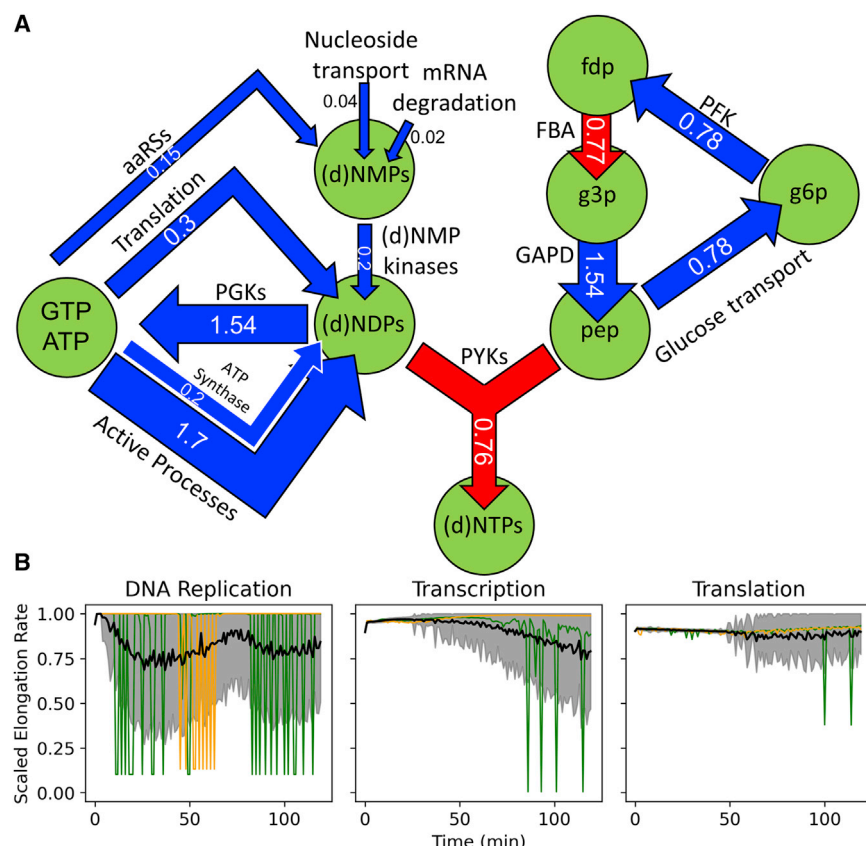 A
Nucleoside
transport
mRNA
degradation
0.04
0.02
aaRSs
0.15
(d)NMPs
Translation
0.3
0.2
(d)NMP
kinases
GTP
ATP
PGKs
1.54
(d)NDPs
ATP
Synthase
0.2
1.7
Active Processes
PYKs
0.76
(d)NTPs
fdp
FBA
0.77
PFK
0.78
g3p
g6p
GAPD
1.54
0.78
pep
Glucose transport
B
DNA Replication
Transcription
Translation
Scaled Elongation Rate
1.00
0.75
0.50
0.25
0.00
0
50
100
0
50
100
0
50
100
Time (min)